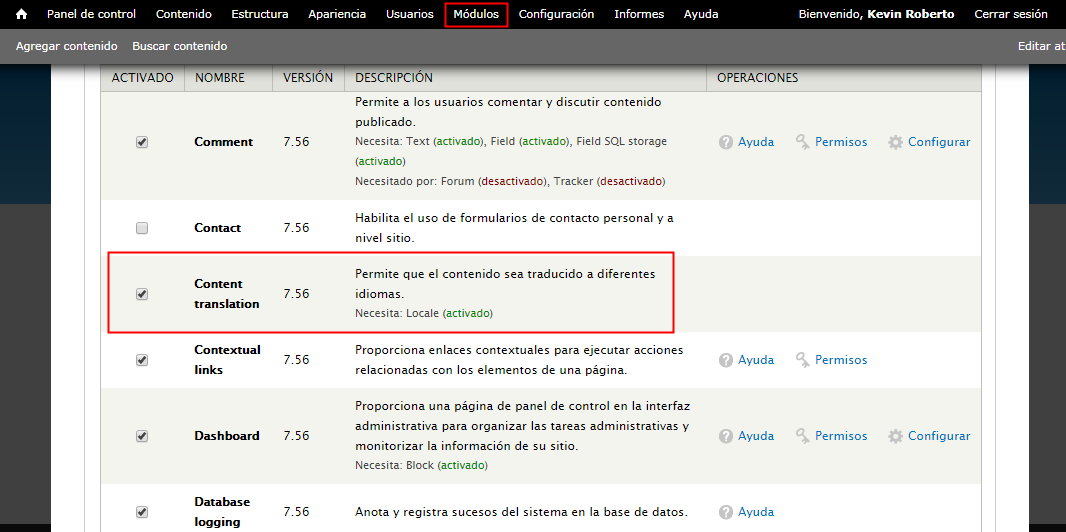 Panel de control Contenido Estructura Apariencia Usuarios Módulos Configuración Informes Ayuda Bienvenido, Kevin Roberto Cerrar sesión
Agregar contenido Buscar contenido Editar at
ACTIVADO NOMBRE VERSIÓN DESCRIPCIÓN OPERACIONES
Permite a los usuarios comentar y discutir contenido
publicado.
Comment 7.56 Necesita: Text (activado), Field (activado), Field SQL storage Ayuda Permisos Configurar
(activado)
Necesitado por: Forum (desactivado), Tracker (desactivado)
Contact 7.56 Habilita el uso de formularios de contacto personal y a
nivel sitio.
Content Permite que el contenido sea traducido a diferentes
translation 7.56 idiomas.
Necesita: Locale (activado)
Contextual Proporciona enlaces contextuales para ejecutar acciones
links 7.56 relacionadas con los elementos de una página. Ayuda Permisos
Proporciona una página de panel de control en la interfaz
Dashboard 7.56 administrativa para organizar las tareas administrativas y Ayuda Permisos Configurar
monitorizar la información de su sitio.
Necesita: Block (activado)
Database
logging 7.56 Anota y registra sucesos del sistema en la base de datos. Ayuda